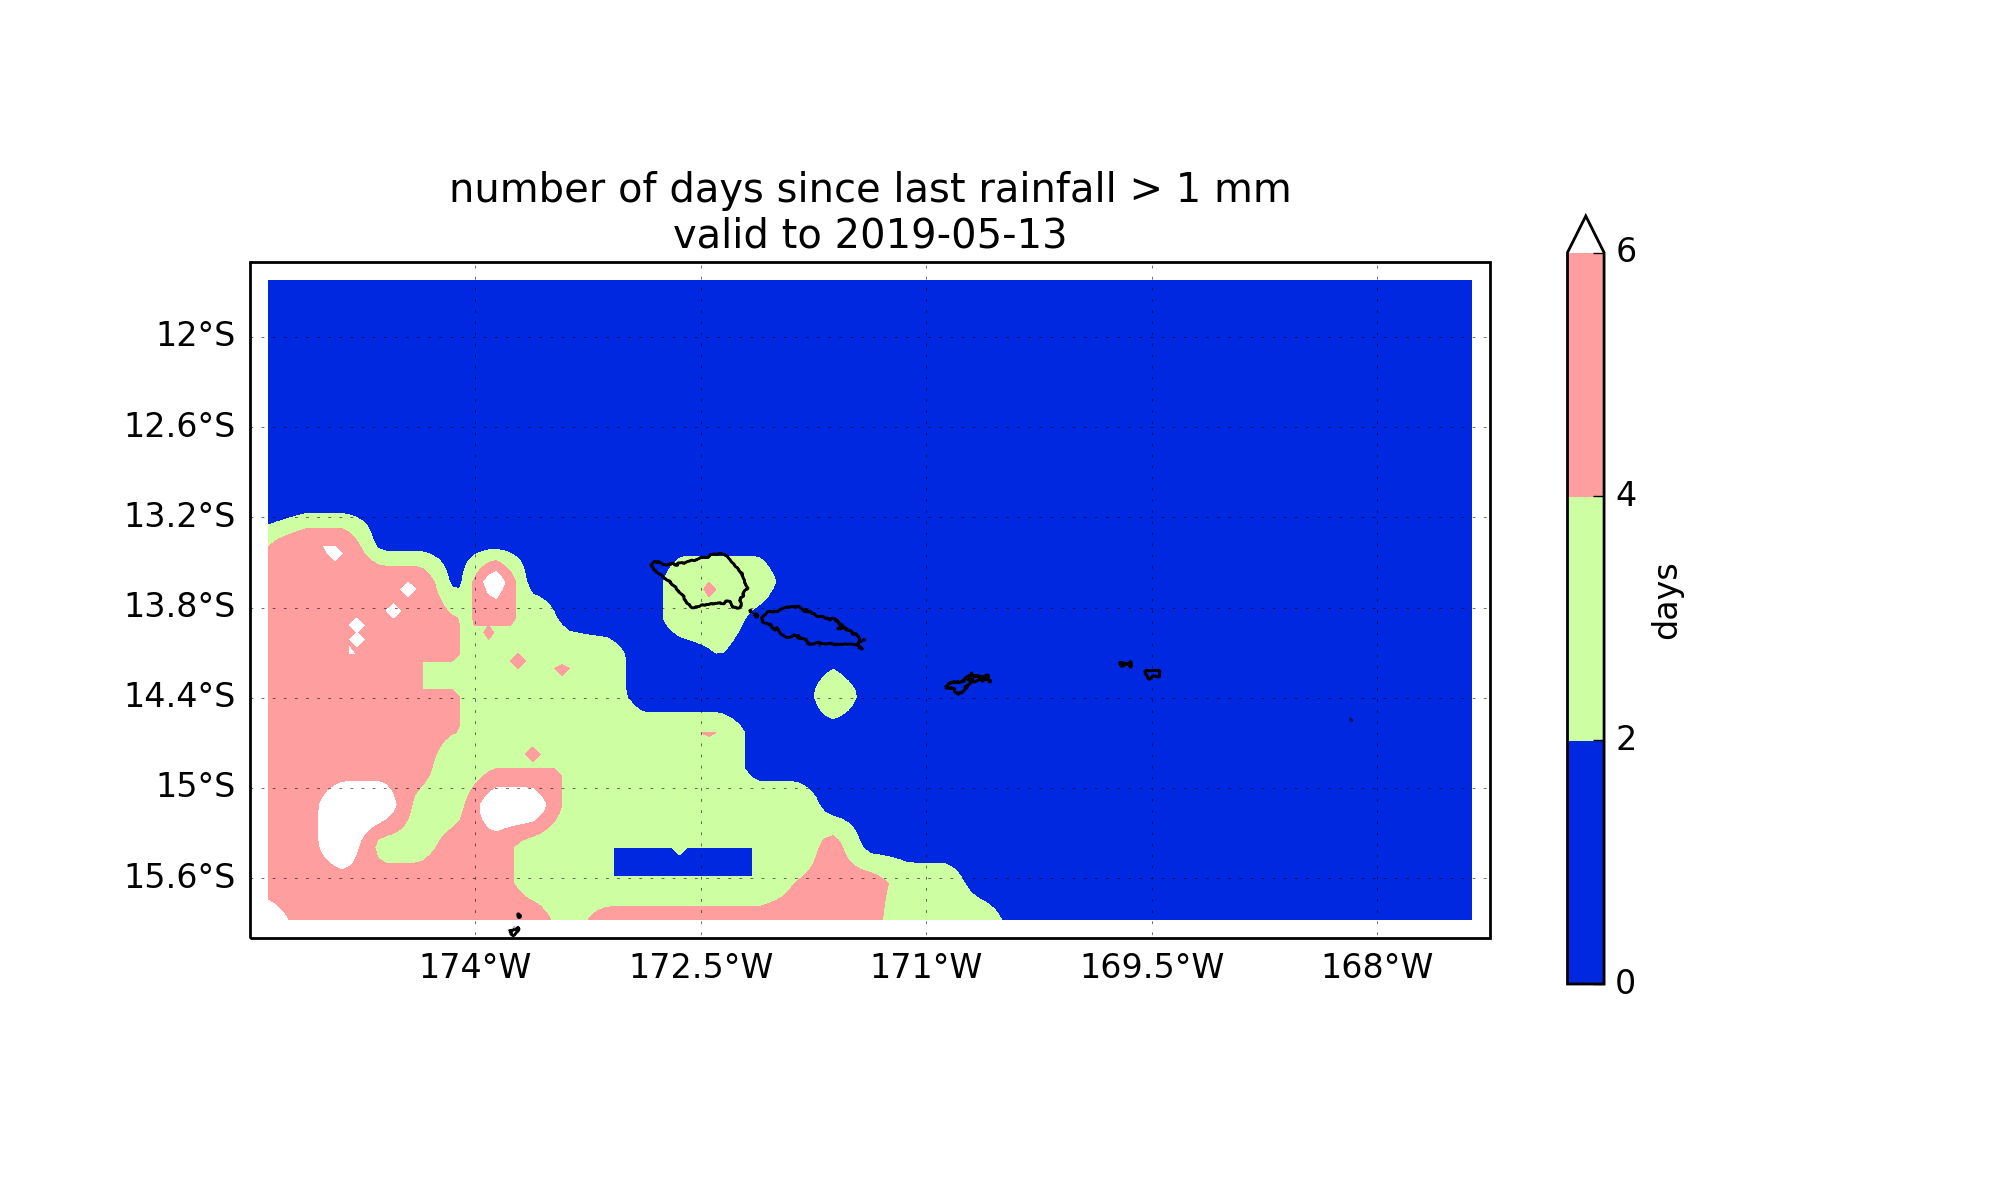 number of days since last rainfall > 1 mm
valid to 2019-05-13
12°S
12.6°S
13.2°S
13.8°S
14.4°S
15°S
15.6°S
174°W 172.5°W 171°W 169.5°W 168°W
6
4
2
0
days